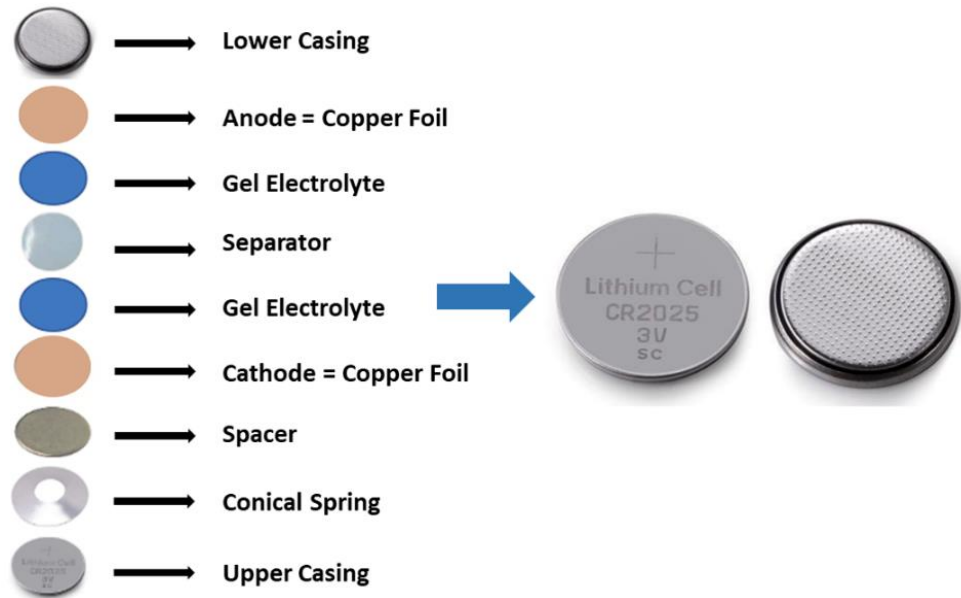 Lower Casing
Anode = Copper Foil
Gel Electrolyte
Separator
Gel Electrolyte
Cathode = Copper Foil
Spacer
Conical Spring
Upper Casing
Lithium Cell
CR2025
3V
SC